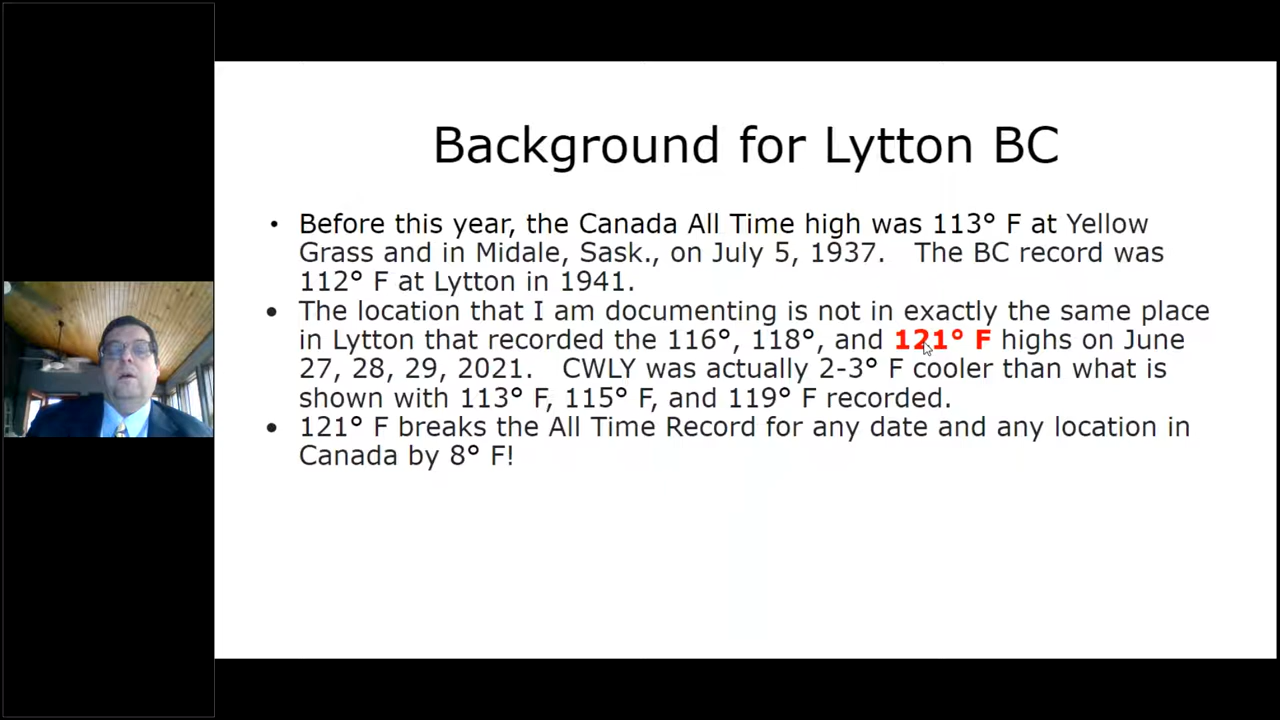 Background for Lytton BC
• Before this year, the Canada All Time high was 113° F at Yellow
Grass and in Midale, Sask., on July 5, 1937. The BC record was
112° F at Lytton in 1941.
• The location that I am documenting is not in exactly the same place
in Lytton that recorded the 116°, 118°, and 121° F highs on June
27, 28, 29, 2021. CWLY was actually 2-3° F cooler than what is
shown with 113° F, 115° F, and 119° F recorded.
• 121° F breaks the All Time Record for any date and any location in
Canada by 8° F!